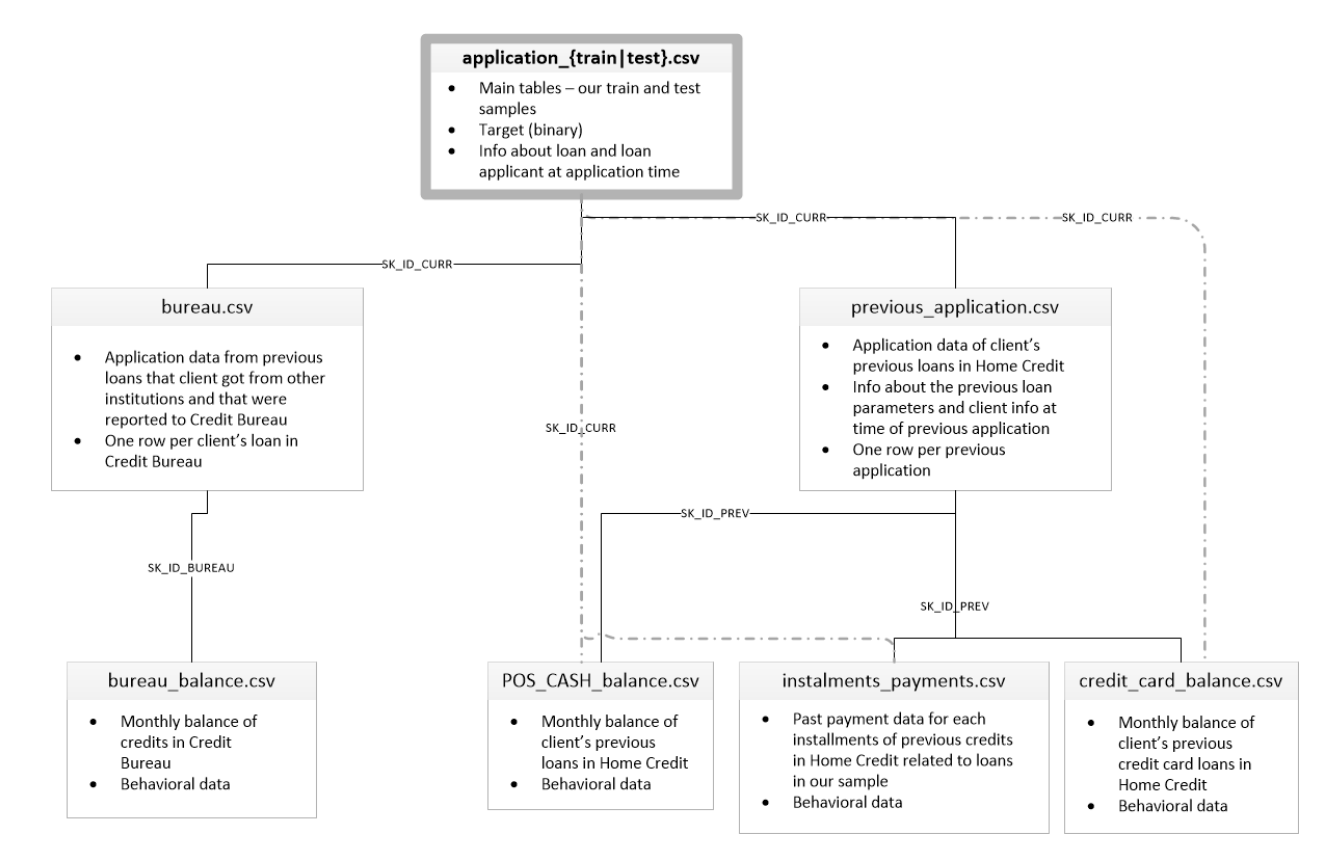 application_{train|test}.csv
• Main tables – our train and test
samples
• Target (binary)
• Info about loan and loan
applicant at application time
SK_ID_CURR
SK_ID_CURR
SK_ID_CURR
bureau.csv
• Application data from previous
loans that client got from other
institutions and that were
reported to Credit Bureau
• One row per client's loan in
Credit Bureau
previous_application.csv
• Application data of client's
previous loans in Home Credit
• Info about the previous loan
parameters and client info at
time of previous application
• One row per previous
application
SK_ID_CURR
SK_ID_PREV
SK_ID_BUREAU
SK_ID_PREV
bureau_balance.csv
• Monthly balance of
credits in Credit
Bureau
• Behavioral data
POS_CASH_balance.csv
• Monthly balance of
client's previous
loans in Home Credit
• Behavioral data
instalments_payments.csv
• Past payment data for each
installments of previous credits
in Home Credit related to loans
in our sample
• Behavioral data
credit_card_balance.csv
• Monthly balance of
client's previous
credit card loans in
Home Credit
• Behavioral data